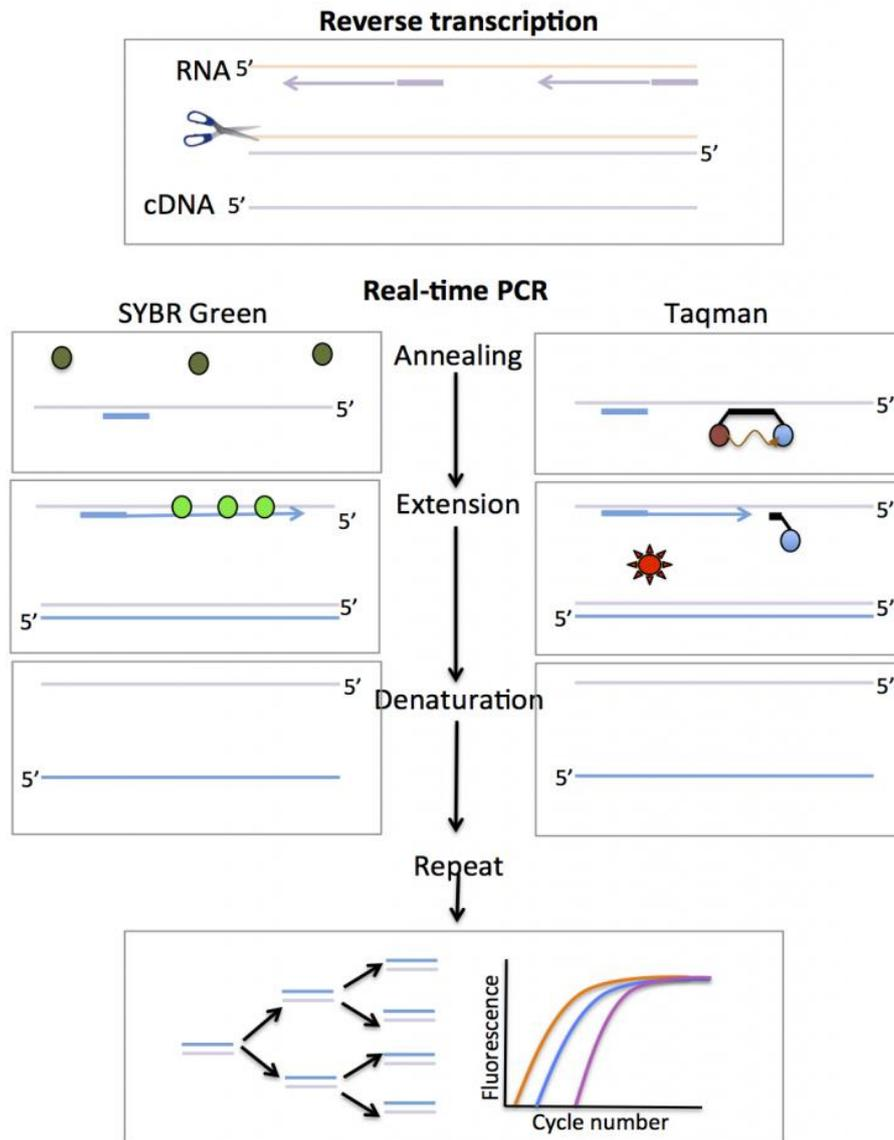 Reverse transcription
RNA 5’
5’
cDNA 5’
Real-time PCR
SYBR Green
Taqman
Annealing
5’
5’
Extension
5’
5’
5’
5’
5’
5’
5’
Denaturation
5’
5’
5’
5’
Repeat
Fluorescence
Cycle number